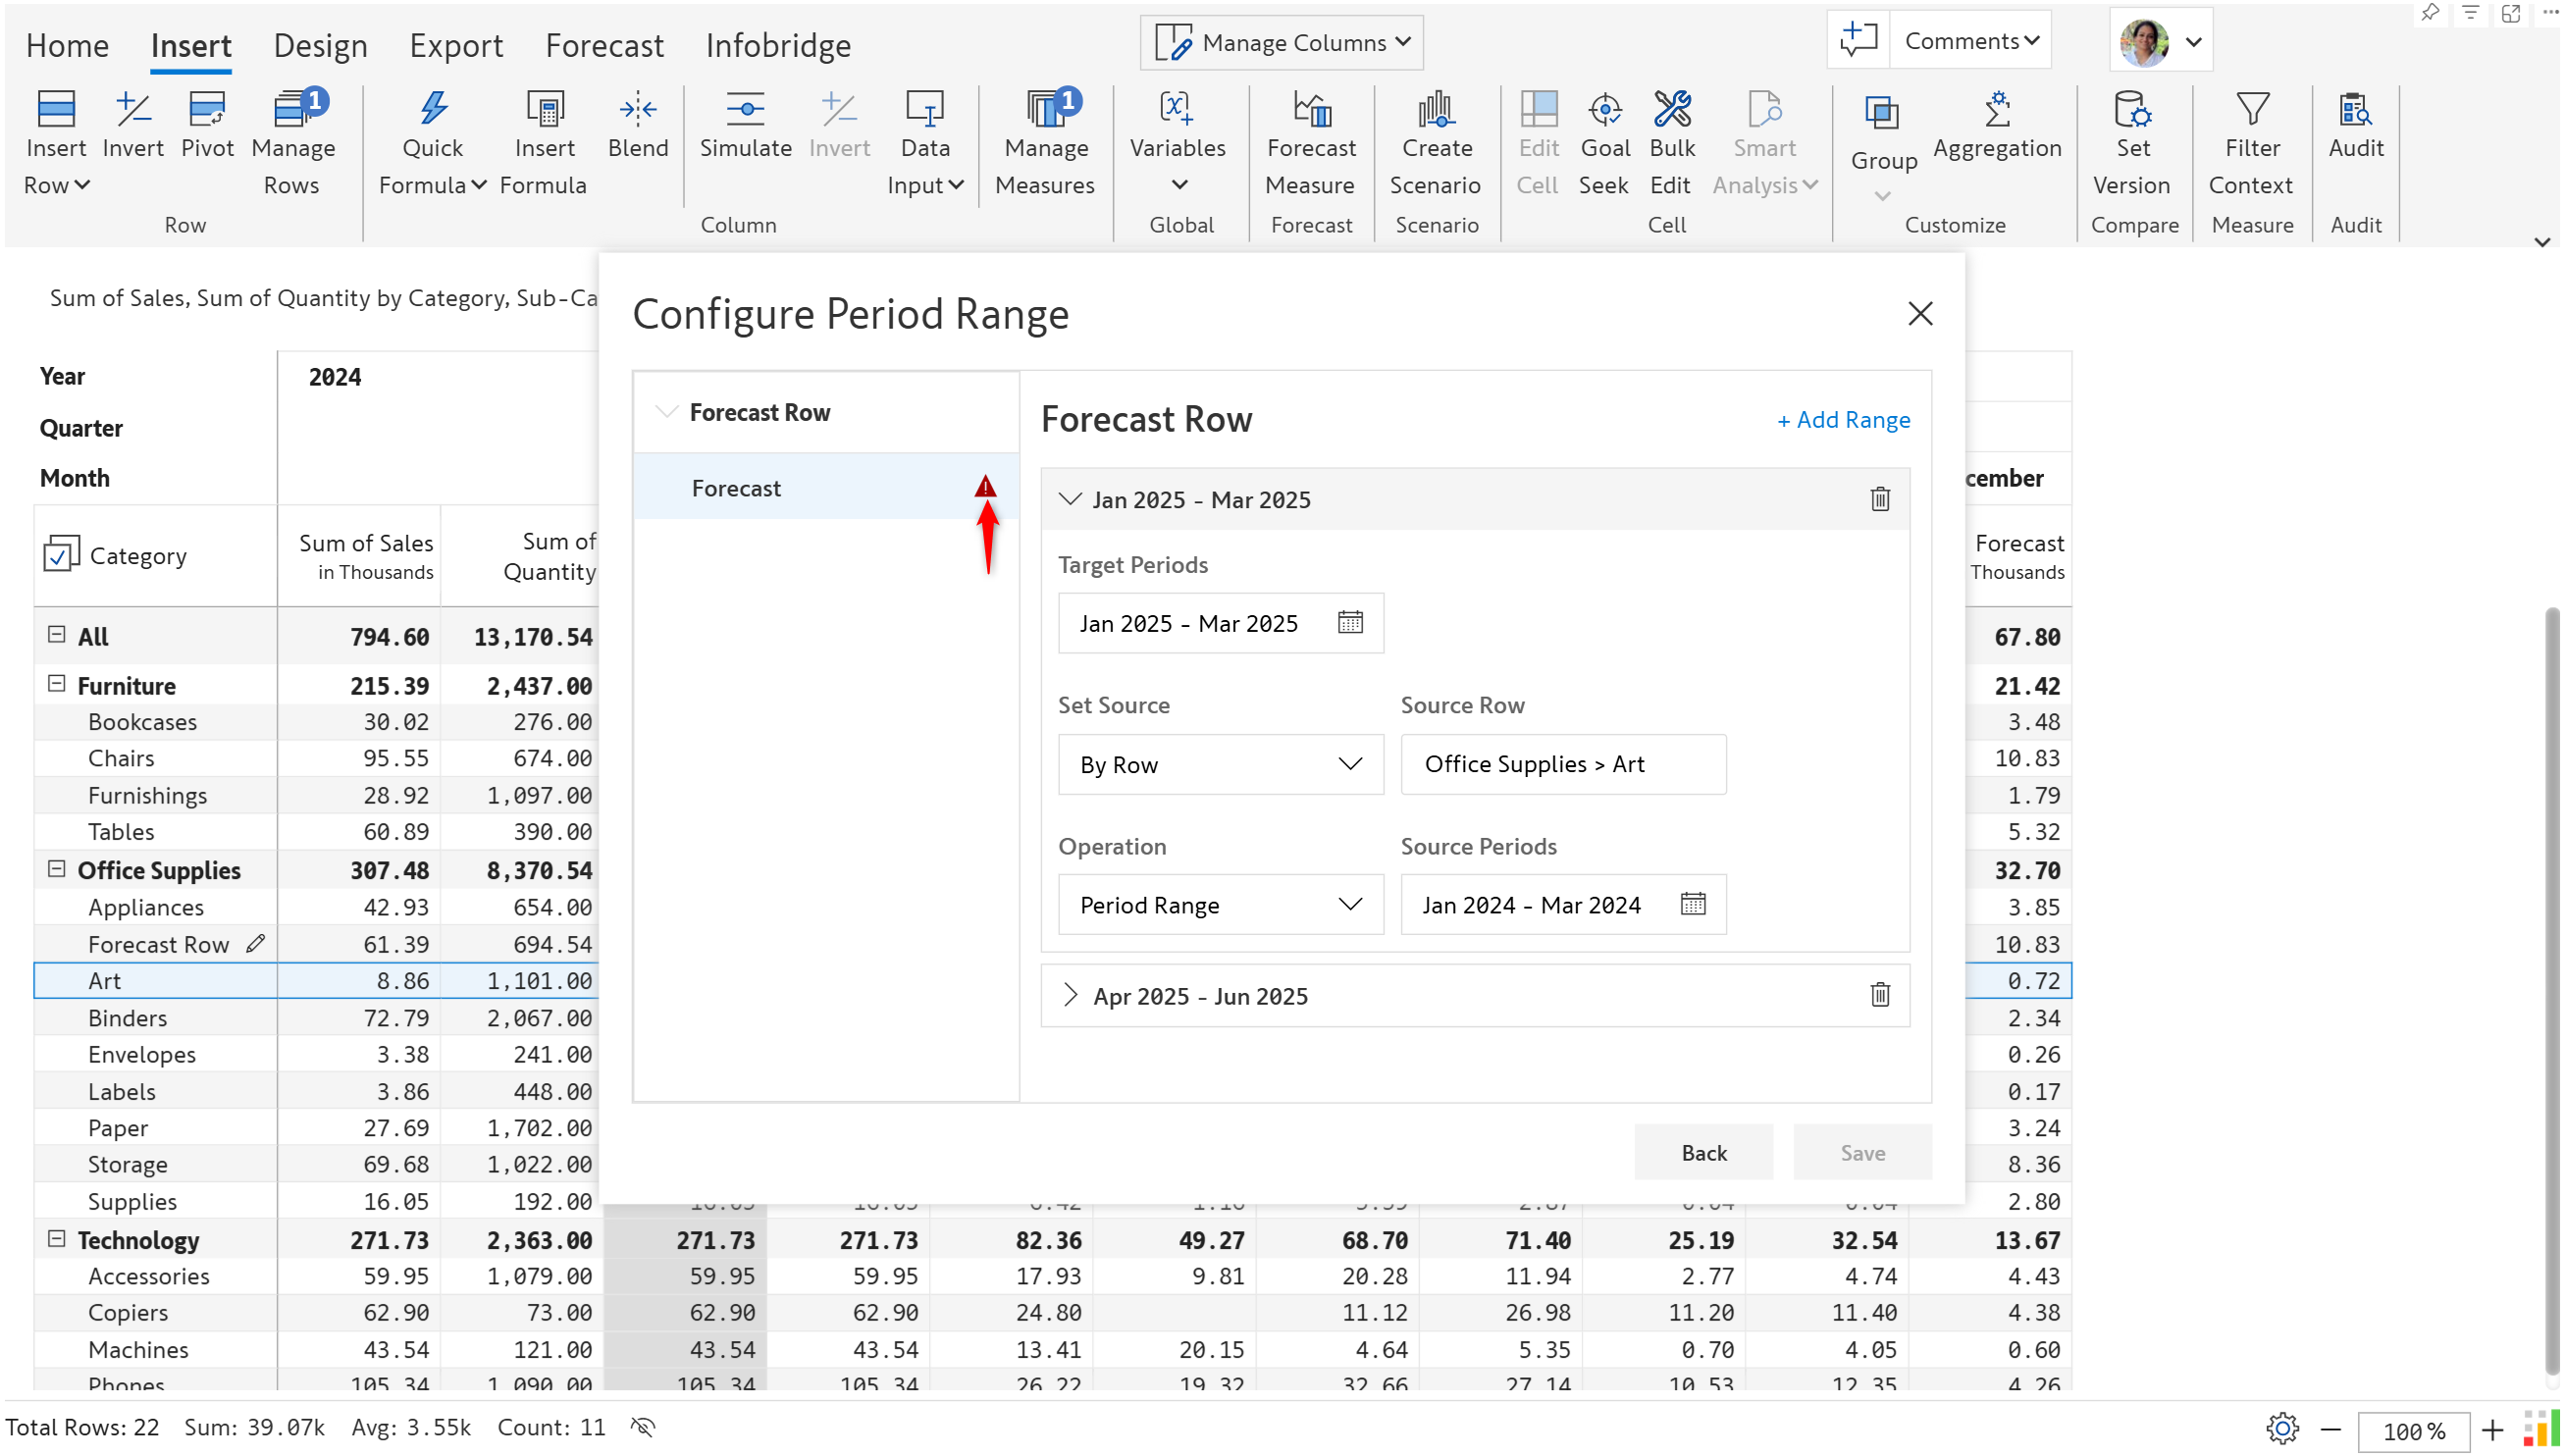 Home Insert Design Export Forecast Infobridge Manage Columns Comments
Insert Row Invert Pivot Manage Rows 1 Quick Formula Insert Formula Blend Simulate Invert Data Input Manage Measures 1 Variables Forecast Measure Create Scenario Edit Cell Goal Seek Bulk Edit Smart Analysis Group Aggregation Set Version Filter Context Audit
Row Column Global Forecast Scenario Cell Customize Compare Measure Audit
Sum of Sales, Sum of Quantity by Category, Sub-Ca
Configure Period Range
Year 2024
Quarter
Month
cember
Category
Sum of Sales
in Thousands
Sum of
Quantity
Forecast
Thousands
Forecast Row
Forecast
Forecast Row
+ Add Range
Jan 2025 - Mar 2025
Target Periods
Jan 2025 - Mar 2025
Set Source Source Row
By Row Office Supplies > Art
Operation Source Periods
Period Range Jan 2024 - Mar 2024
Apr 2025 - Jun 2025
Back Save
All 794.60 13,170.54 67.80
Furniture 215.39 2,437.00 21.42
Bookcases 30.02 276.00 3.48
Chairs 95.55 674.00 10.83
Furnishings 28.92 1,097.00 1.79
Tables 60.89 390.00 5.32
Office Supplies 307.48 8,370.54 32.70
Appliances 42.93 654.00 3.85
Forecast Row 61.39 694.54 10.83
Art 8.86 1,101.00 0.72
Binders 72.79 2,067.00 2.34
Envelopes 3.38 241.00 0.26
Labels 3.86 448.00 0.17
Paper 27.69 1,702.00 3.24
Storage 69.68 1,022.00 8.36
Supplies 16.05 192.00 2.80
Technology 271.73 2,363.00 271.73 271.73 82.36 49.27 68.70 71.40 25.19 32.54 13.67
Accessories 59.95 1,079.00 59.95 59.95 17.93 9.81 20.28 11.94 2.77 4.74 4.43
Copiers 62.90 73.00 62.90 62.90 24.80 11.12 26.98 11.20 11.40 4.38
Machines 43.54 121.00 43.54 43.54 13.41 20.15 4.64 5.35 0.70 4.05 0.60
Phones 105.34 1,090.00 105.34 105.34 26.22 19.32 32.66 27.14 10.53 12.35 4.26
Total Rows: 22 Sum: 39.07k Avg: 3.55k Count: 11 100 %